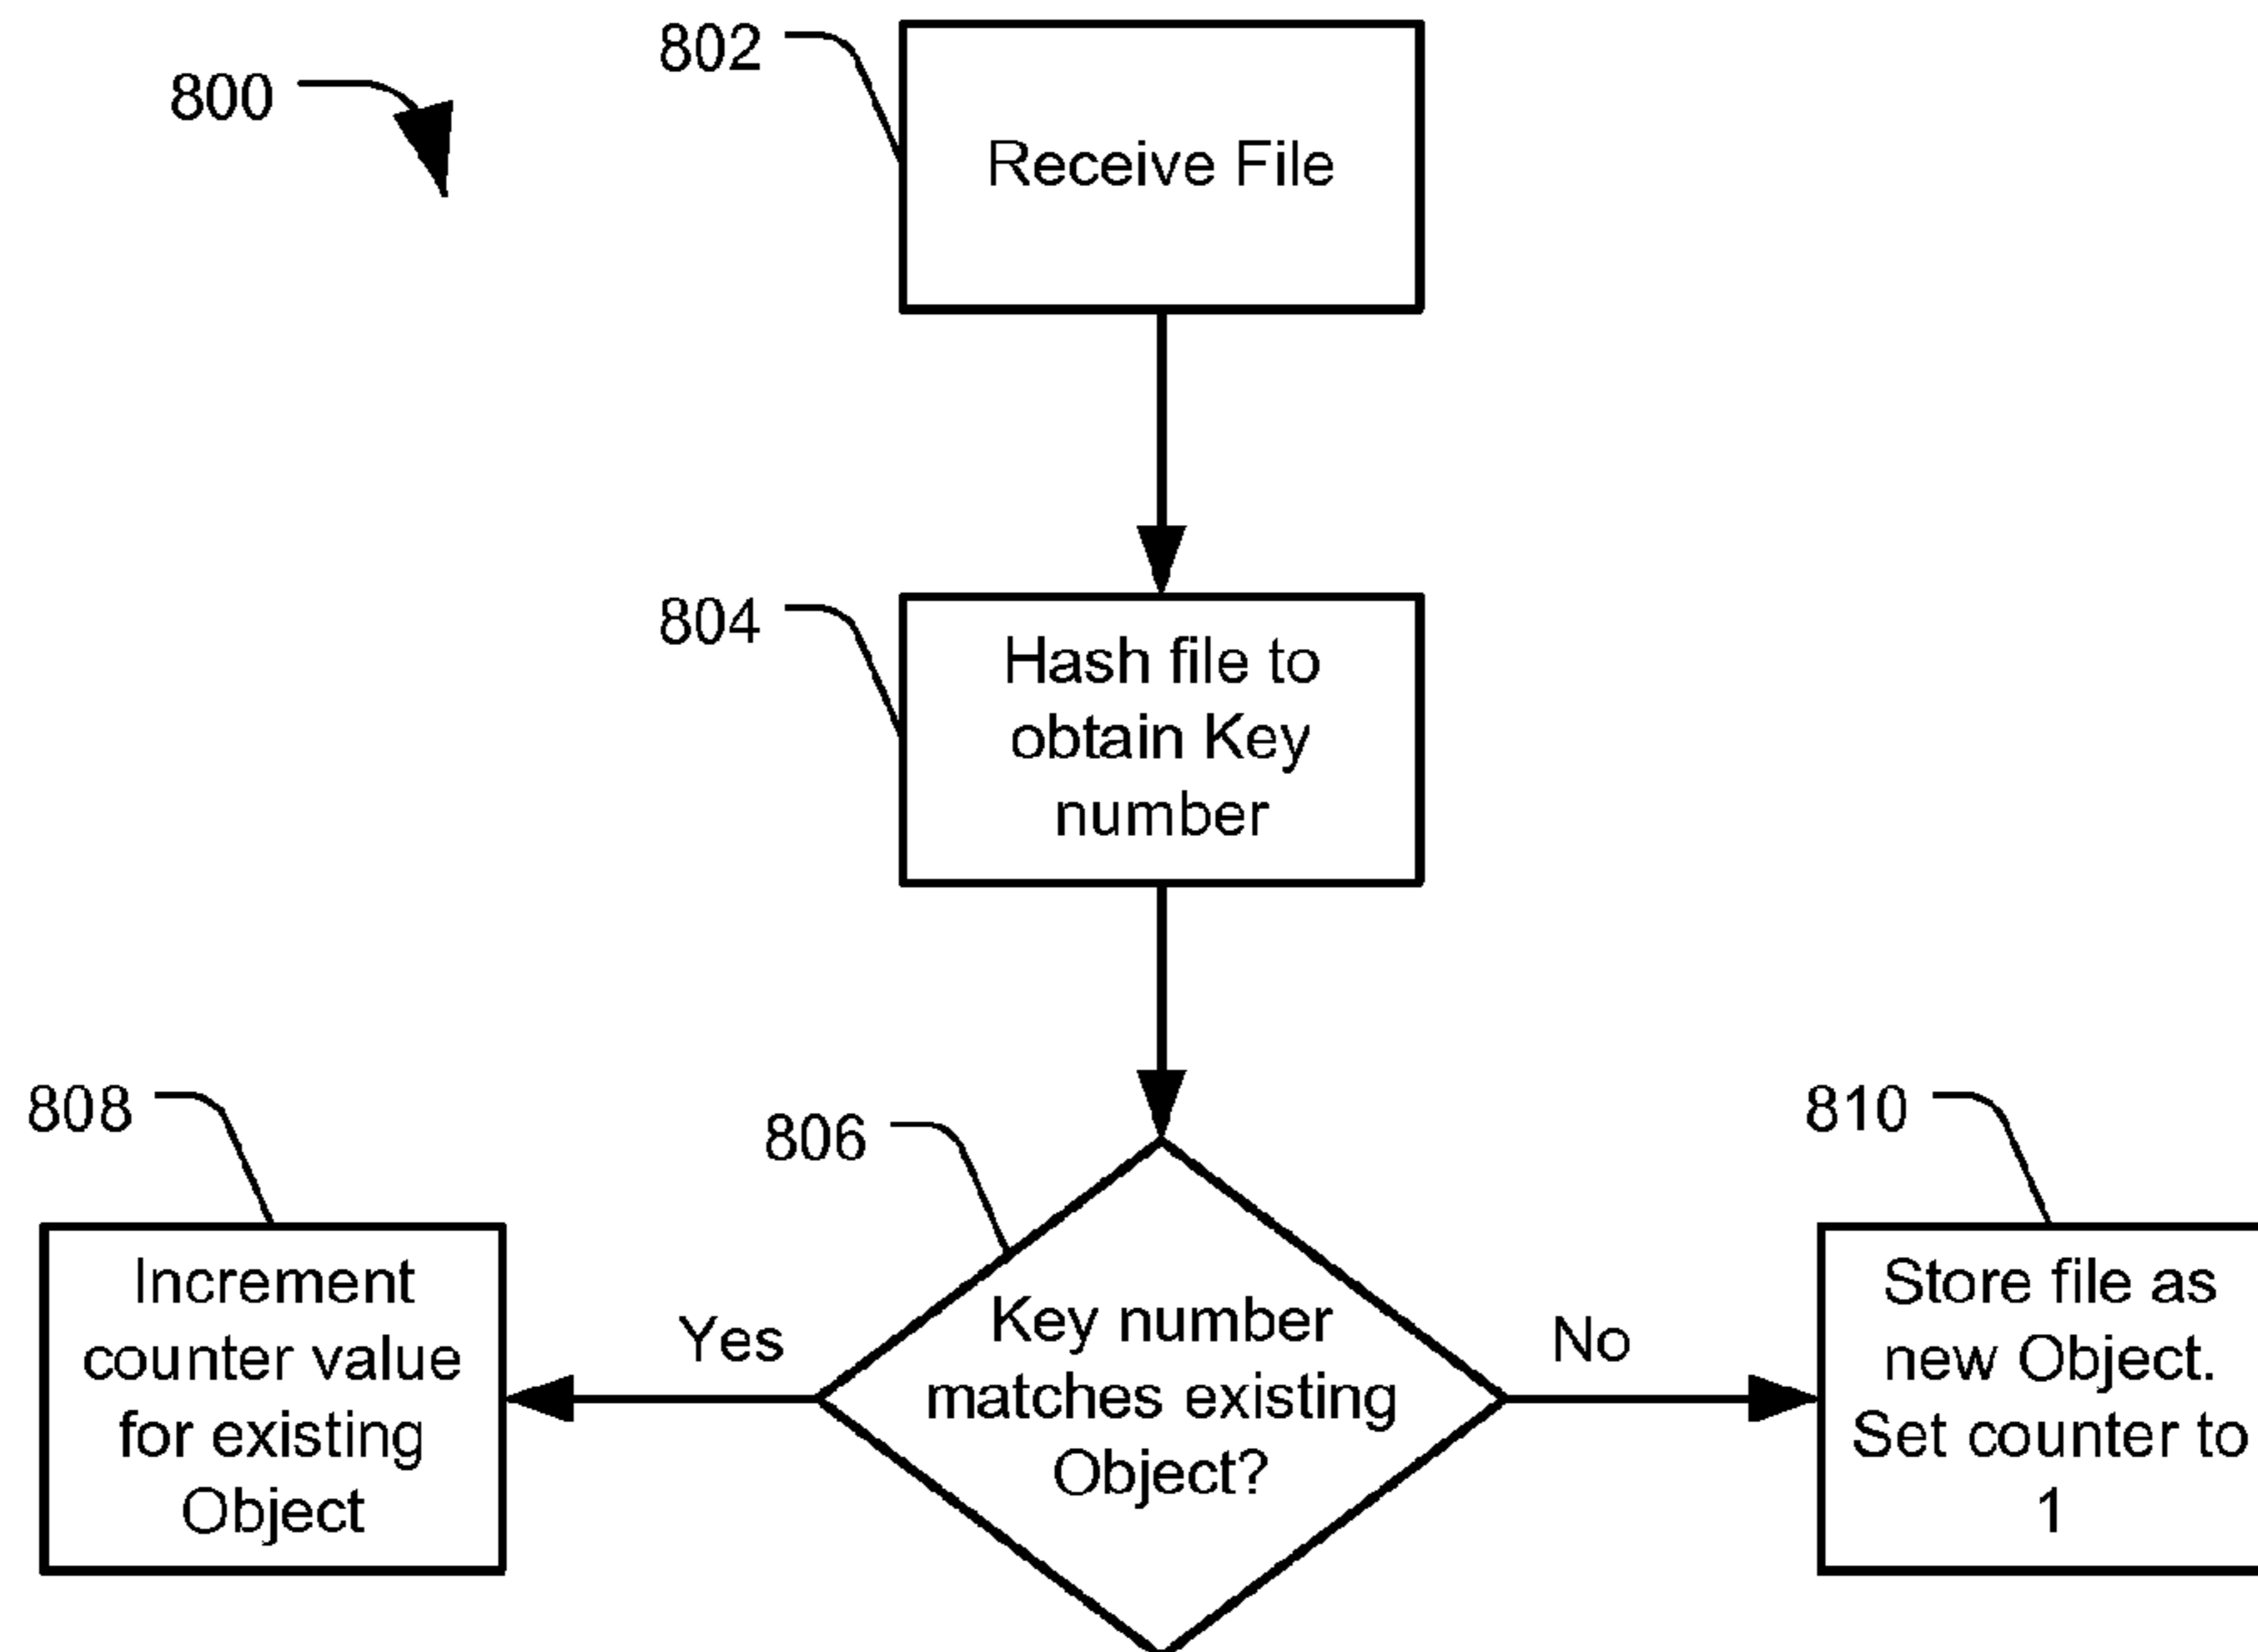 800
802
Receive File
804
Hash file to
obtain Key
number
806
Key number
matches existing
Object?
Yes
No
808
Increment
counter value
for existing
Object
810
Store file as
new Object.
Set counter to
1